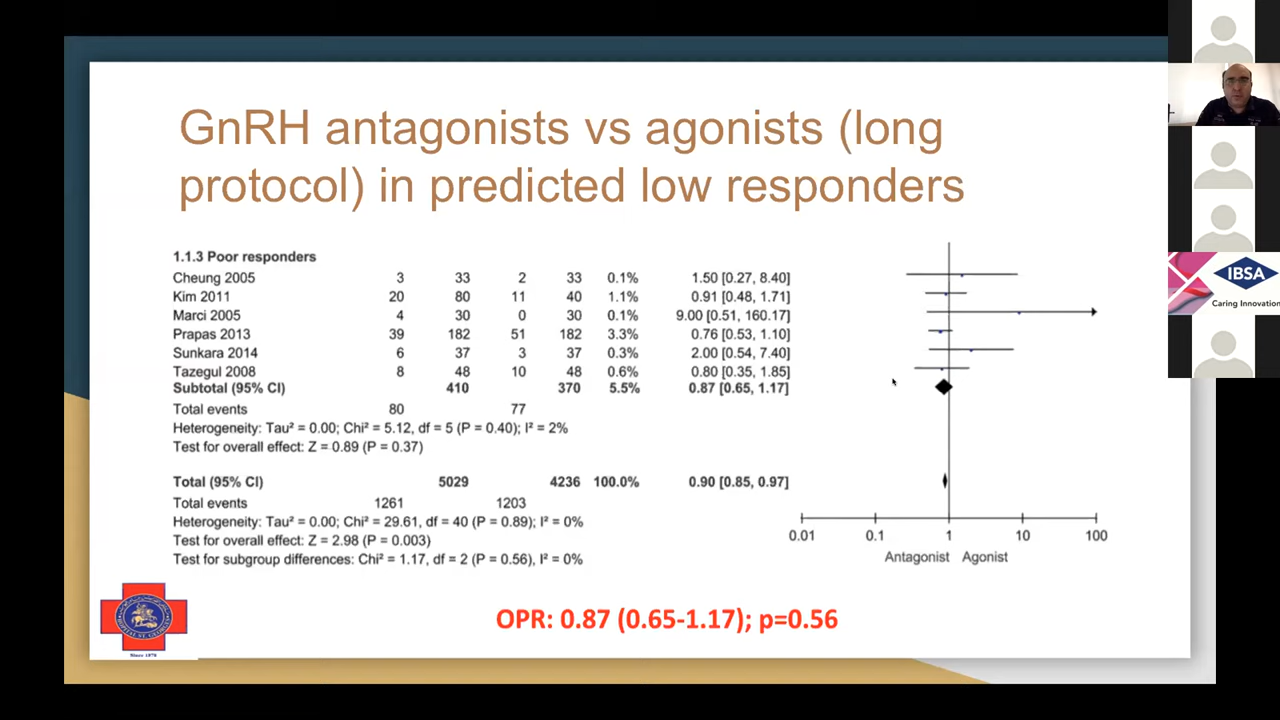 GnRH antagonists vs agonists (long
protocol) in predicted low responders
1.1.3 Poor responders
Cheung 2005 3 33 2 33 0.1% 1.50 [0.27, 8.40]
Kim 2011 20 80 11 40 1.1% 0.91 [0.48, 1.71]
Marci 2005 4 30 0 30 0.1% 9.00 [0.51, 160.17]
Prapas 2013 39 182 51 182 3.3% 0.76 [0.53, 1.10]
Sunkara 2014 6 37 3 37 0.3% 2.00 [0.54, 7.40]
Tazegul 2008 8 48 10 48 0.6% 0.80 [0.35, 1.85]
Subtotal (95% CI) 410 370 5.5% 0.87 [0.65, 1.17]
Total events 80 77
Heterogeneity: Tau² = 0.00; Chi² = 5.12, df = 5 (P = 0.40); I² = 2%
Test for overall effect: Z = 0.89 (P = 0.37)
Total (95% CI) 5029 4236 100.0% 0.90 [0.85, 0.97]
Total events 1261 1203
Heterogeneity: Tau² = 0.00; Chi² = 29.61, df = 40 (P = 0.89); I² = 0%
Test for overall effect: Z = 2.98 (P = 0.003)
Test for subgroup differences: Chi² = 1.17, df = 2 (P = 0.56), I² = 0%
0.01 0.1 1 10 100
Antagonist Agonist
OPR: 0.87 (0.65-1.17); p=0.56
Since 1878
IBSA
Caring Innovation